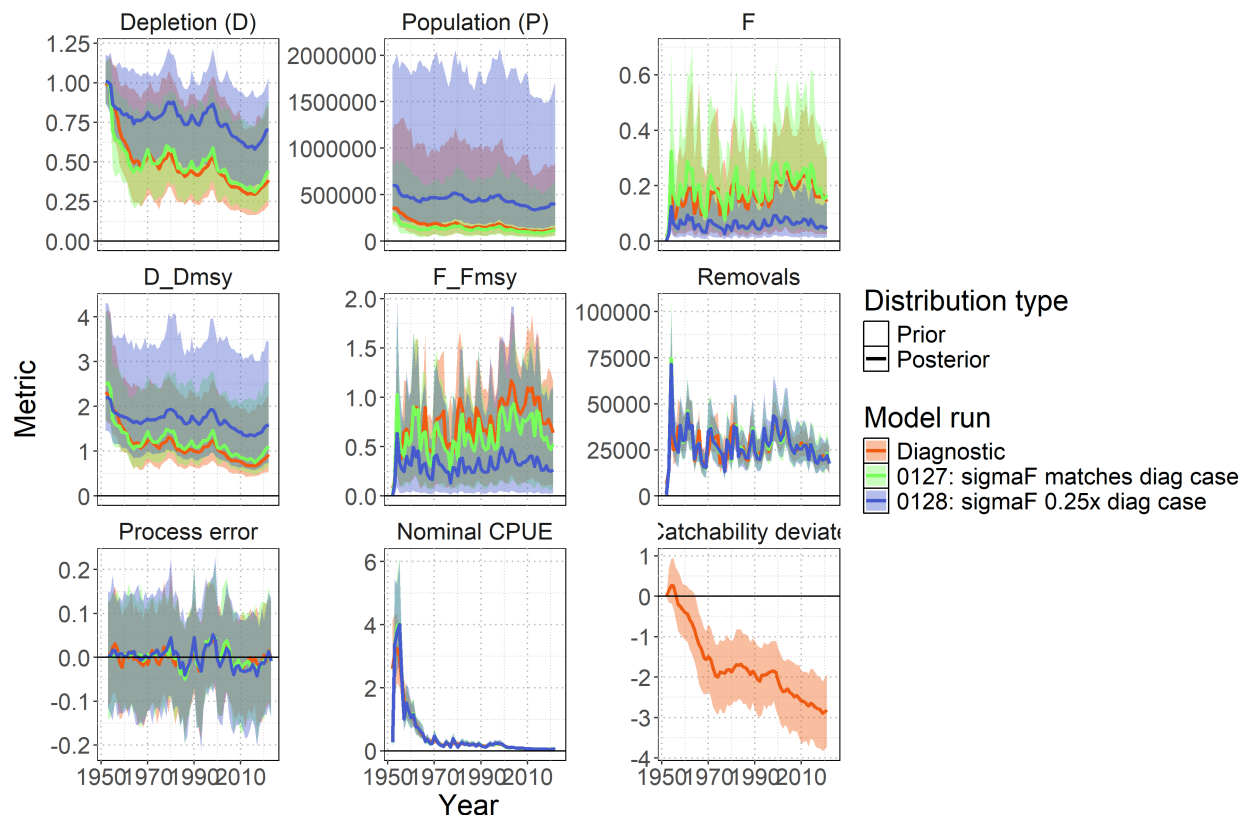 Depletion (D)
Population (P)
F
1.25
1.00
0.75
0.50
0.25
0.00
2000000
1500000
1000000
500000
0
0.6
0.4
0.2
0.0
D_Dmsy
F_Fmsy
Removals
4
3
2
1
0
2.0
1.5
1.0
0.5
0.0
100000
75000
50000
25000
0
Process error
Nominal CPUE
Catchability deviate
0.2
0.1
0.0
-0.1
-0.2
6
4
2
0
1
0
-1
-2
-3
-4
1950 1970 1990 2010
1950 1970 1990 2010
1950 1970 1990 2010
Metric
Year
Distribution type
Prior
Posterior
Model run
Diagnostic
0127: sigmaF matches diag case
0128: sigmaF 0.25x diag case